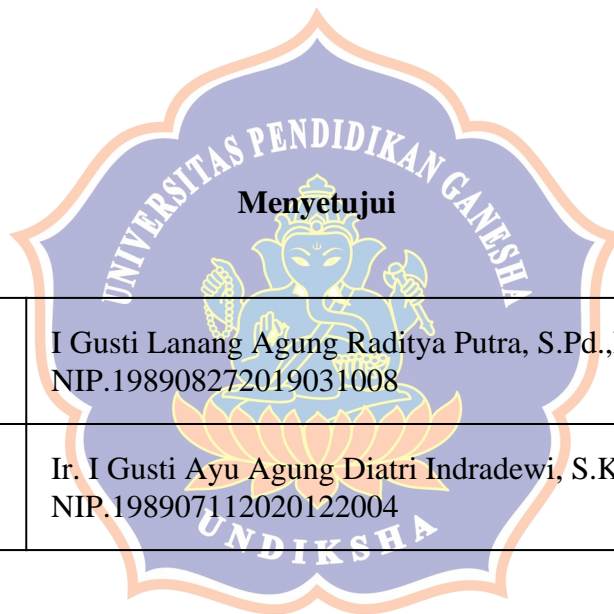 UNIVERSITAS PENDIDIKAN GANESHA
Menyetujui
I Gusti Lanang Agung Raditya Putra, S.Pd.,
NIP.198908272019031008
Ir. I Gusti Ayu Agung Diatri Indradewi, S.K
NIP.198907112020122004
UNDIKSHA